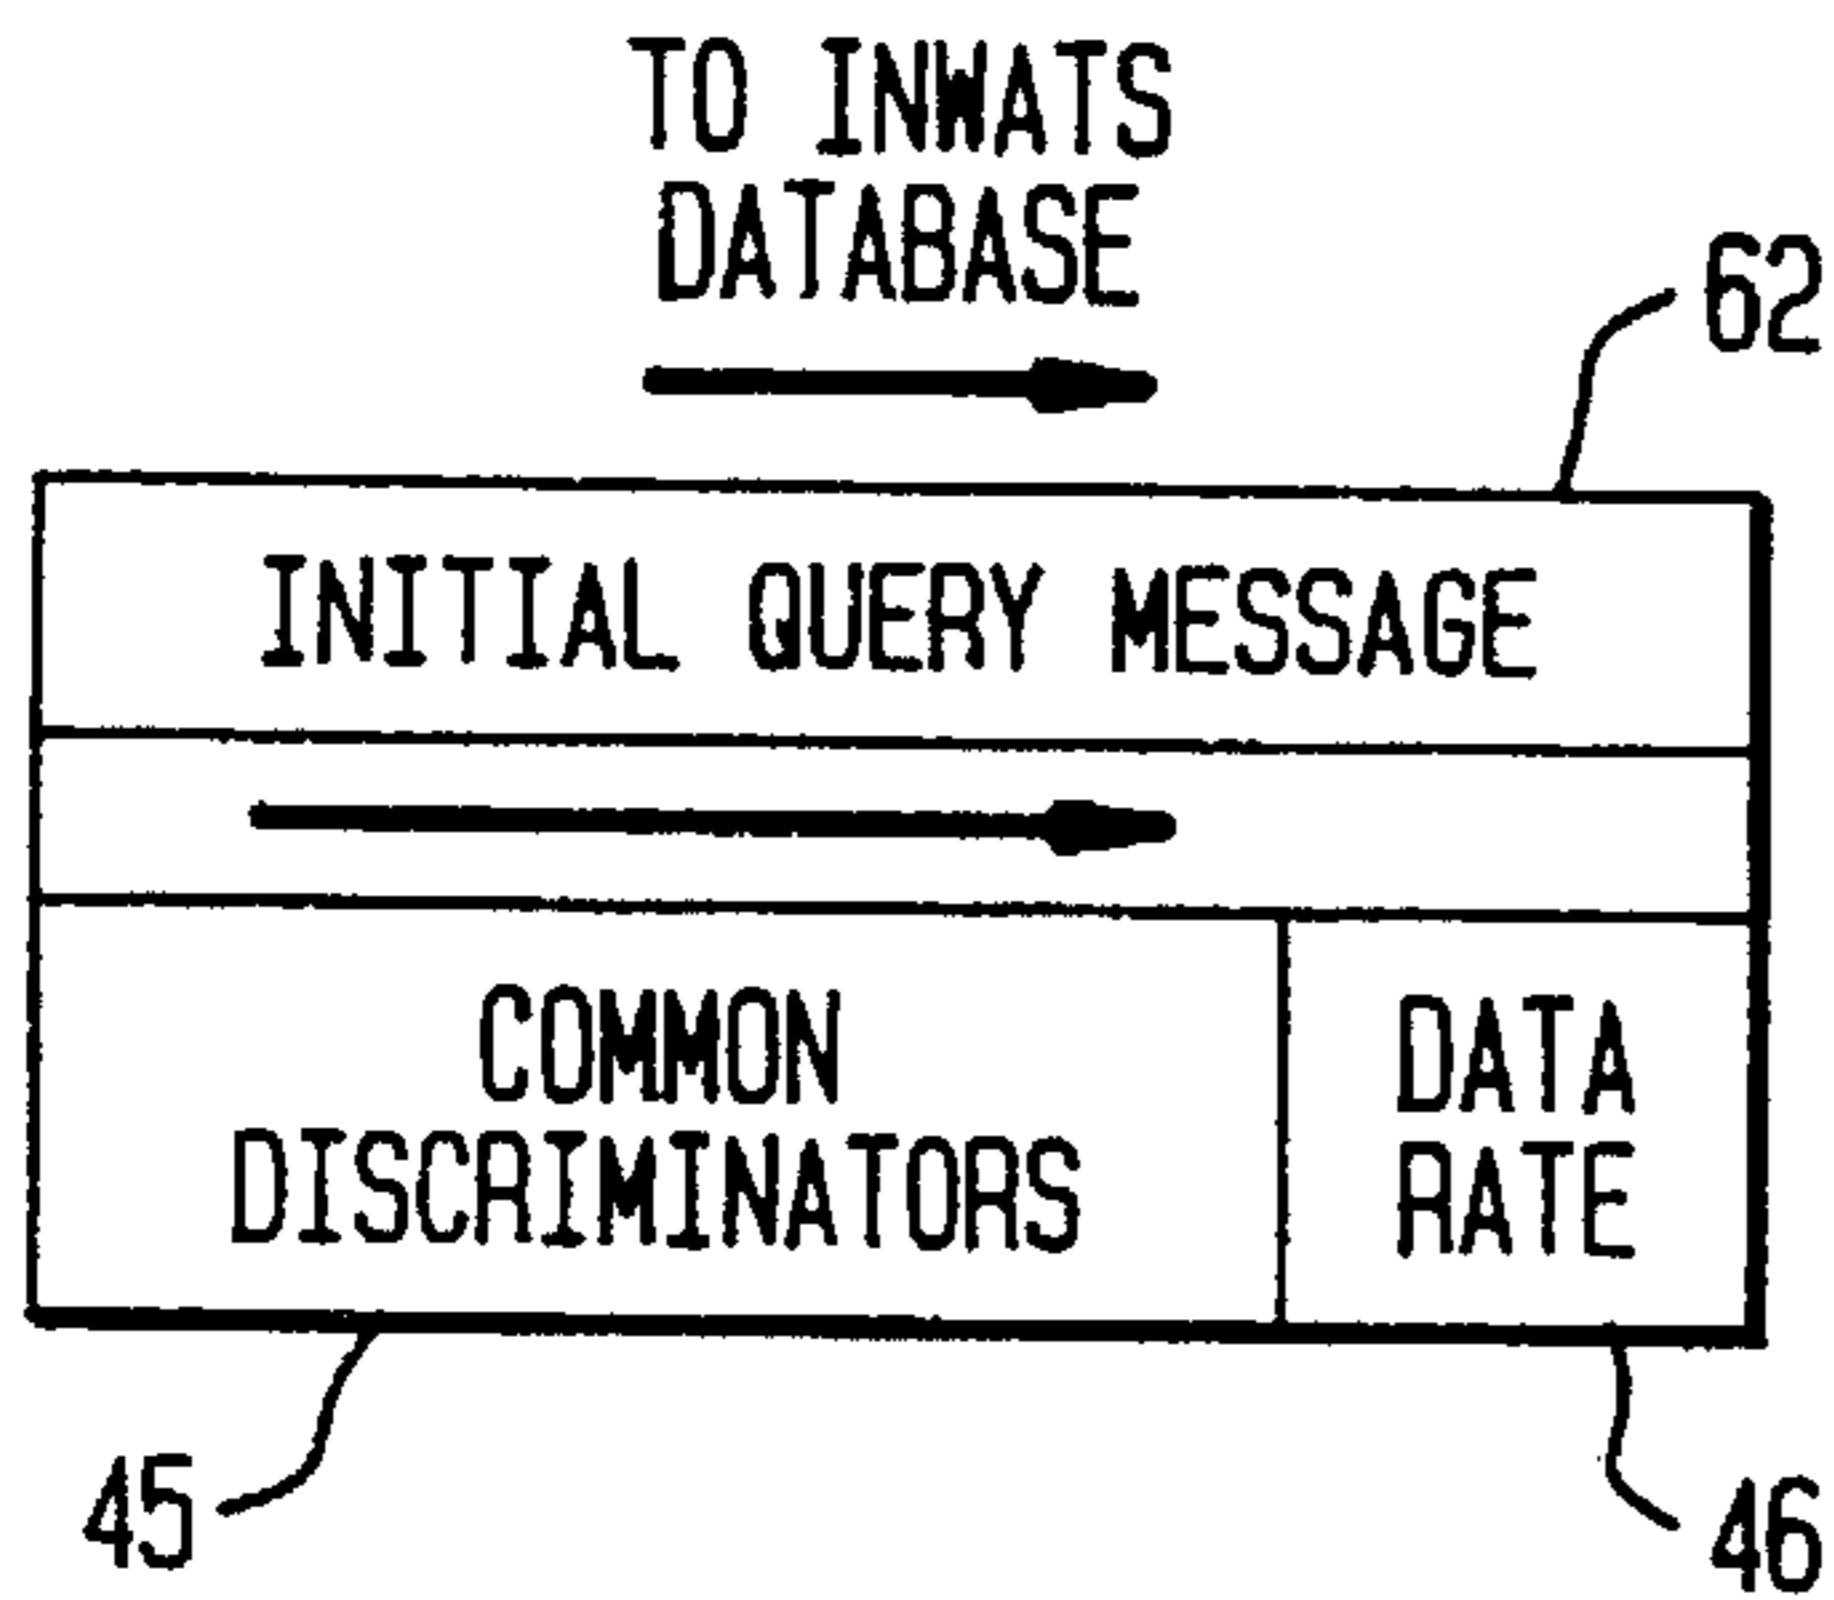 TO INWATS
DATABASE
62
INITIAL QUERY MESSAGE
COMMON
DISCRIMINATORS
DATA
RATE
45
46